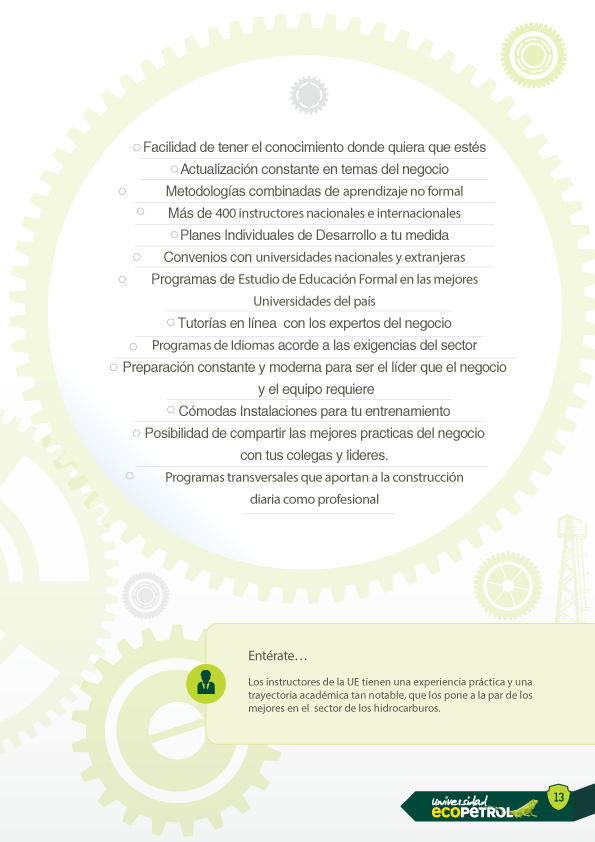 Facilidad de tener el conocimiento donde quiera que estés
Actualización constante en temas del negocio
Metodologías combinadas de aprendizaje no formal
Más de 400 instructores nacionales e internacionales
Planes Individuales de Desarrollo a tu medida
Convenios con universidades nacionales y extranjeras
Programas de Estudio de Educación Formal en las mejores
Universidades del país
Tutorías en línea con los expertos del negocio
Programas de Idiomas acorde a las exigencias del sector
Preparación constante y moderna para ser el líder que el negocio
y el equipo requiere
Cómodas Instalaciones para tu entrenamiento
Posibilidad de compartir las mejores practicas del negocio
con tus colegas y lideres.
Programas transversales que aportan a la construcción
diaria como profesional
Entérate…
Los instructores de la UE tienen una experiencia práctica y una
trayectoria académica tan notable, que los pone a la par de los
mejores en el sector de los hidrocarburos.
Universidad
ECOPETROL
13